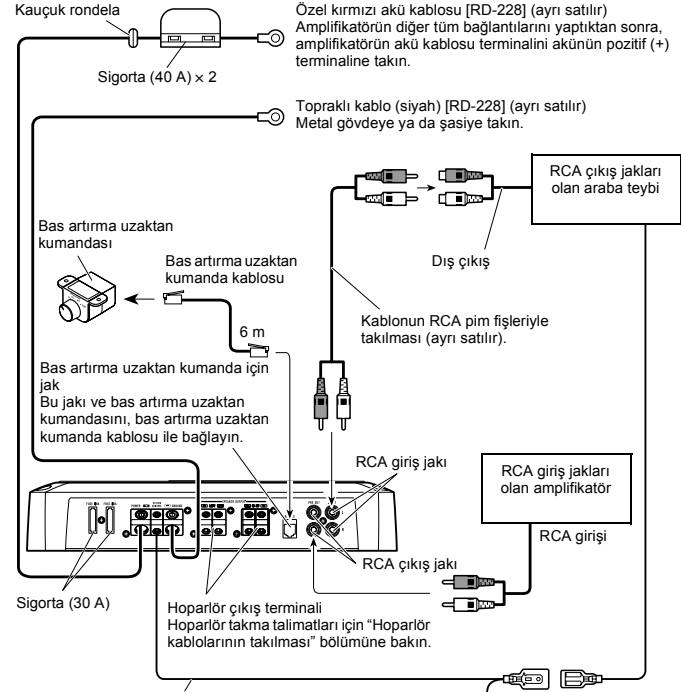 Kauçuk rondela
Sigorta (40 A) × 2
Özel kırmızı akü kablosu [RD-228] (ayrı satılır)
Amplifikatörün diğer tüm bağlantılarını yaptıktan sonra,
amplifikatörün akü kablosu terminalini akünün pozitif (+)
terminaline takın.
Topraklı kablo (siyah) [RD-228] (ayrı satılır)
Metal gövdeye ya da şasiye takın.
RCA çıkış jakları
olan araba teybi
Dış çıkış
Bas artırma uzaktan
kumandası
Bas artırma uzaktan
kumanda kablosu
6 m
Kablonun RCA pim fişleriyle
takılması (ayrı satılır).
Bas artırma uzaktan kumanda için
jak
Bu jakı ve bas artırma uzaktan
kumandasını, bas artırma uzaktan
kumanda kablosu ile bağlayın.
RCA giriş jakı
RCA giriş jakları
olan amplifikatör
RCA girişi
SPEAKER OUTPUT
POWER
GROUND
L
R
RCA çıkış jakı
Sigorta (30 A)
Hoparlör çıkış terminali
Hoparlör takma talimatları için “Hoparlör
kablolarının takılması” bölümüne bakın.